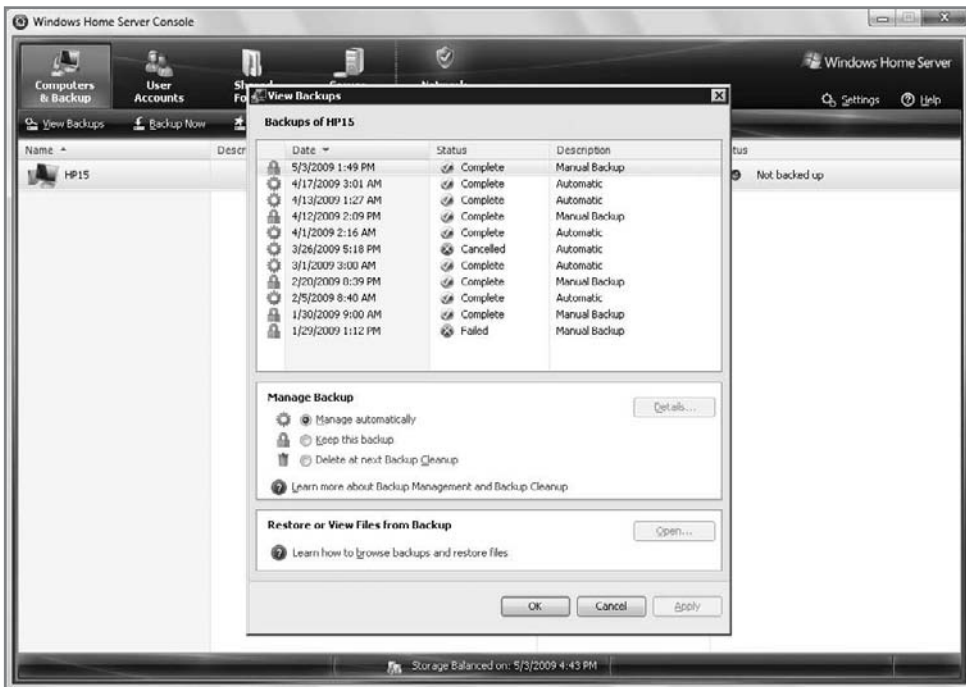 Windows Home Server Console
Computers & Backup
User Accounts
Windows Home Server
Settings Help
View Backups Backup Now
Name Descr tus
HP15 Not backed up
View Backups
Backups of HP15
Date Status Description
5/3/2009 1:49 PM Complete Manual Backup
4/17/2009 3:01 AM Complete Automatic
4/13/2009 1:27 AM Complete Automatic
4/12/2009 2:09 PM Complete Manual Backup
4/1/2009 2:16 AM Complete Automatic
3/26/2009 5:18 PM Cancelled Automatic
3/1/2009 3:00 AM Complete Automatic
2/20/2009 8:39 PM Complete Manual Backup
2/5/2009 8:40 AM Complete Automatic
1/30/2009 9:00 AM Complete Manual Backup
1/29/2009 1:12 PM Failed Manual Backup
Manage Backup
Details...
Manage automatically
Keep this backup
Delete at next Backup Cleanup
Learn more about Backup Management and Backup Cleanup
Restore or View Files from Backup
Open...
Learn how to browse backups and restore files
OK Cancel Apply
Storage Balanced on: 5/3/2009 4:43 PM